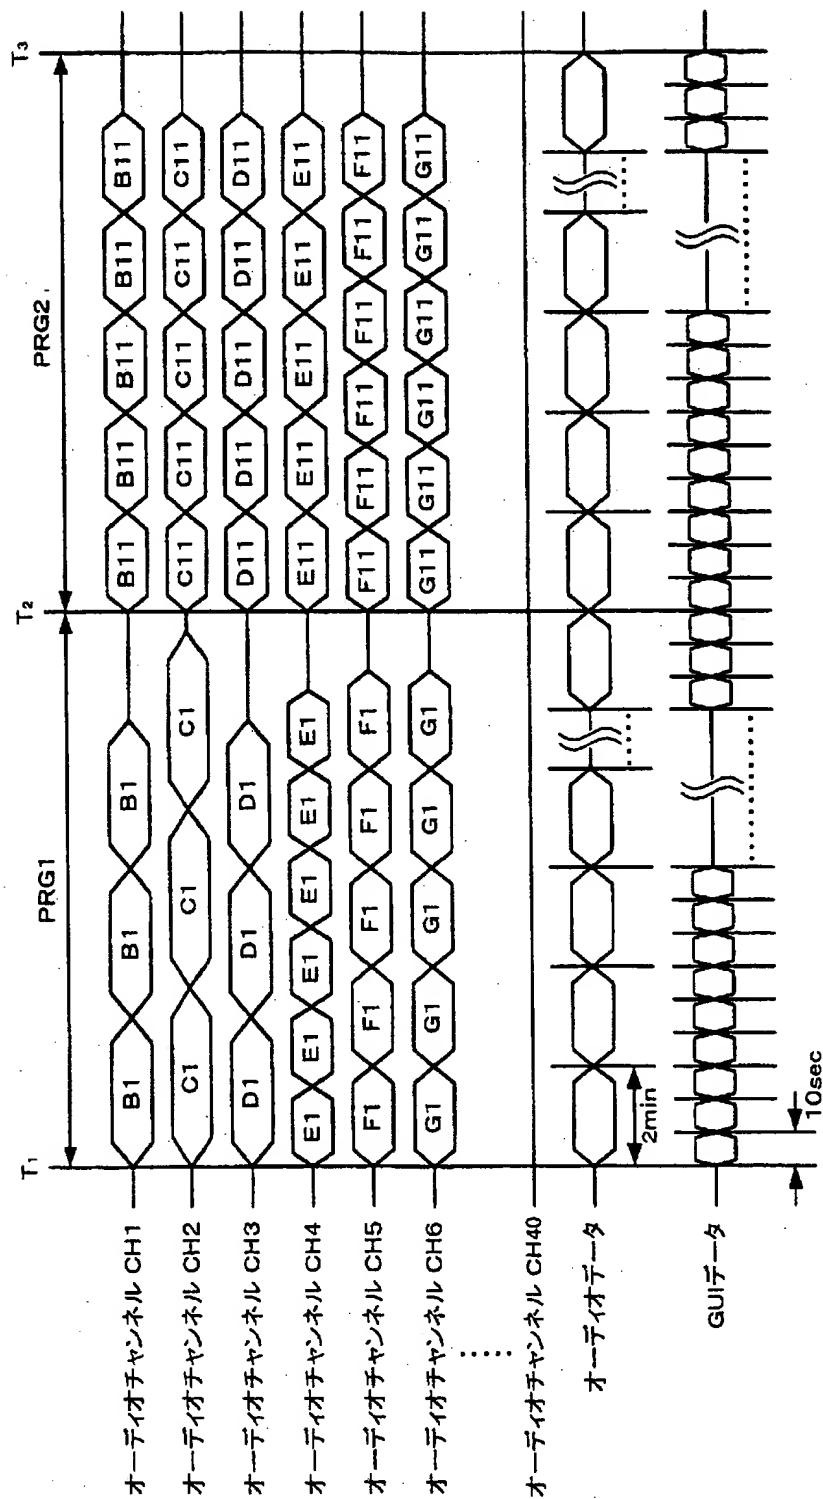 T1 T2 T3
PRG1 PRG2
オーディオチャンネル CH1 B1 B1 B1 B11 B11 B11 B11 B11
オーディオチャンネル CH2 C1 C1 C1 C11 C11 C11 C11 C11
オーディオチャンネル CH3 D1 D1 D1 D11 D11 D11 D11 D11
オーディオチャンネル CH4 E1 E1 E1 E1 E1 E1 E11 E11 E11 E11 E11
オーディオチャンネル CH5 F1 F1 F1 F1 F1 F11 F11 F11 F11 F11 F11
オーディオチャンネル CH6 G1 G1 G1 G1 G1 G11 G11 G11 G11 G11 G11
オーディオチャンネル CH40
オーディオデータ
2min
GUIデータ
10sec